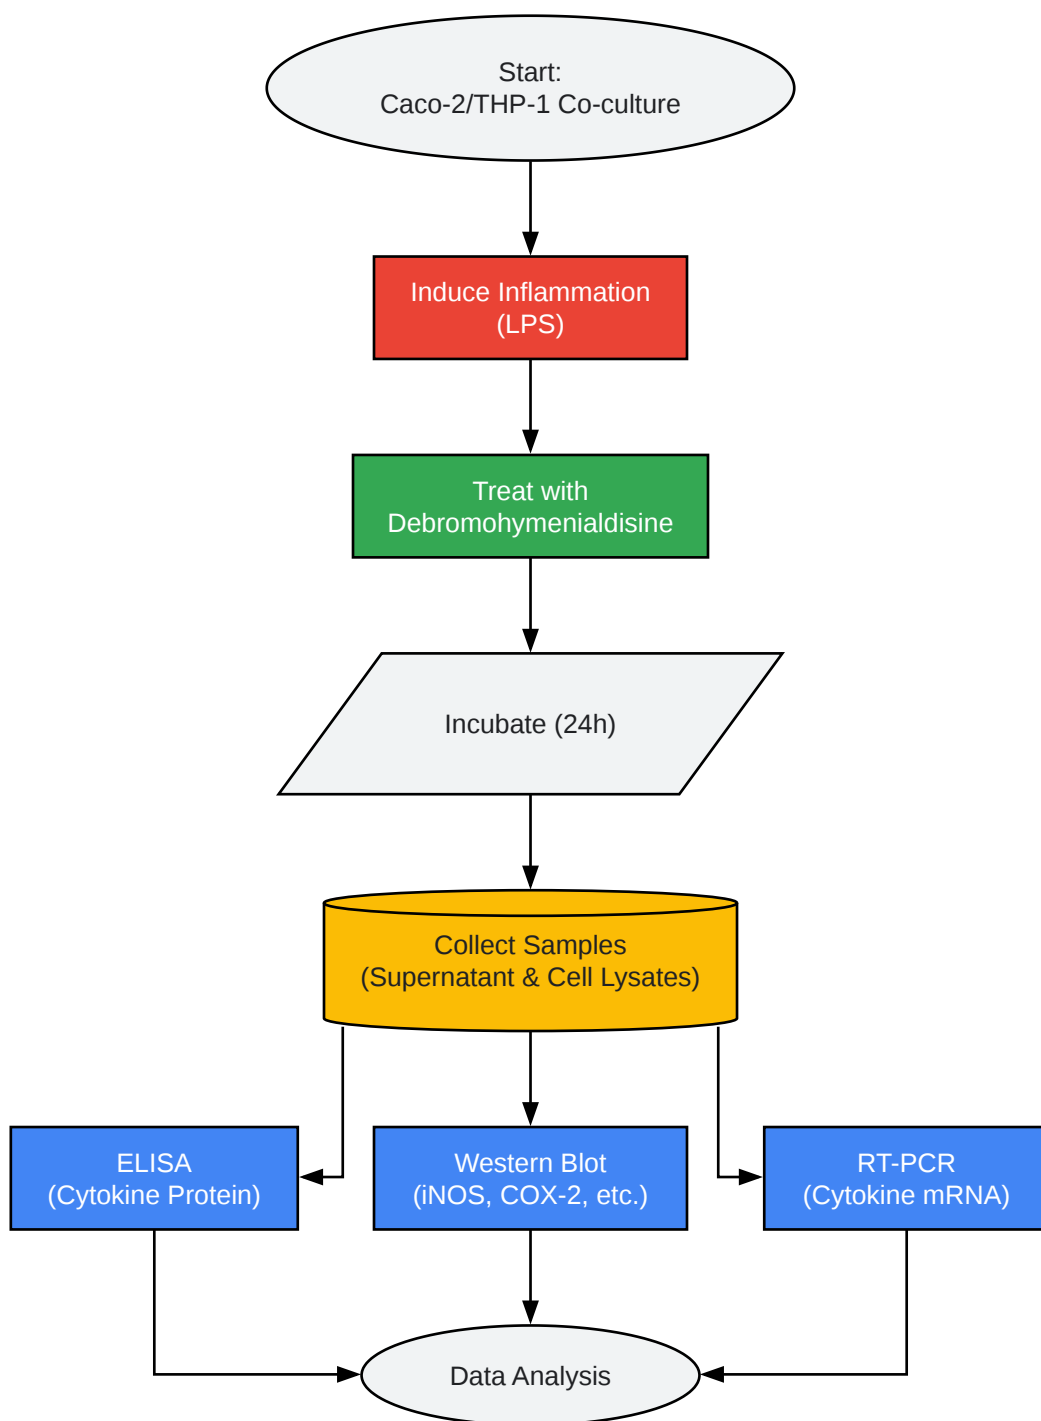 Start:
Caco-2/THP-1 Co-culture
Induce Inflammation
(LPS)
Treat with
Debromohymenialdisine
Incubate (24h)
Collect Samples
(Supernatant & Cell Lysates)
ELISA
(Cytokine Protein)
Western Blot
(iNOS, COX-2, etc.)
RT-PCR
(Cytokine mRNA)
Data Analysis